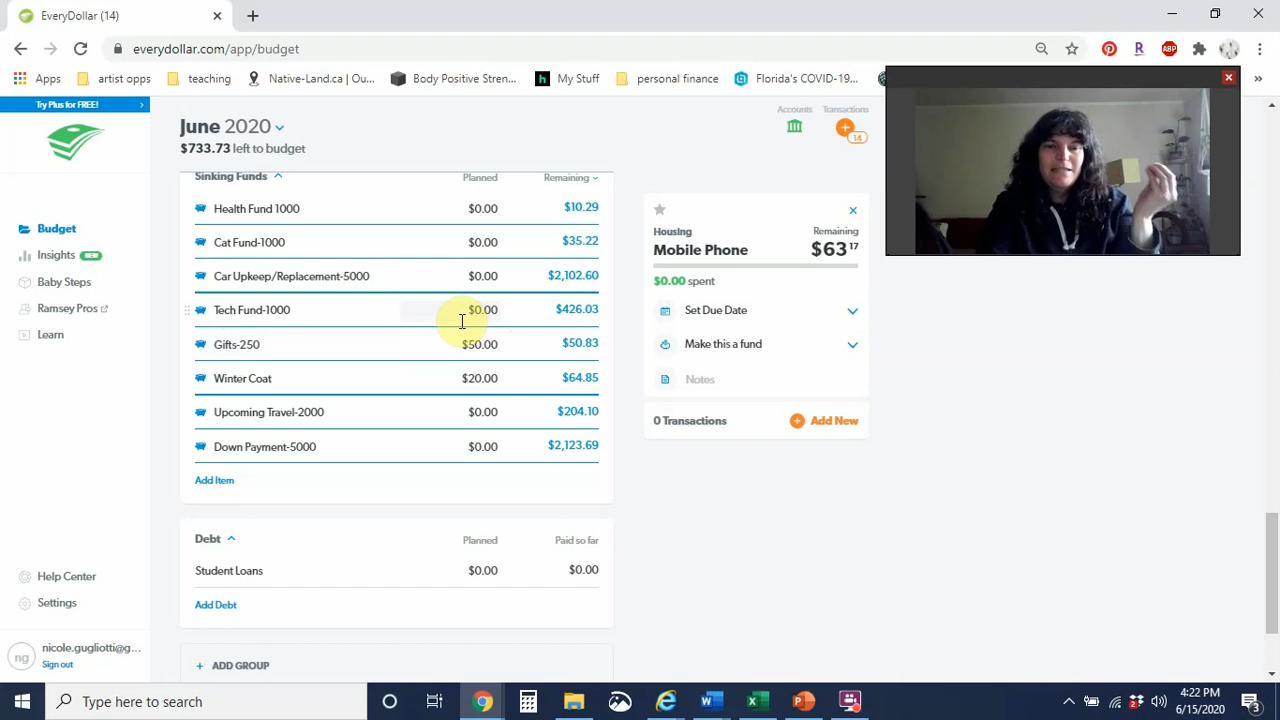 EveryDollar (14)
everydollar.com/app/budget
Apps
artist opps
teaching
Native-Land.ca | Ou...
Body Positive Stren...
My Stuff
personal finance
Florida's COVID-19...
Try Plus for FREE!
June 2020
$733.73 left to budget
Accounts
Transactions
14
Budget
Insights
Baby Steps
Ramsey Pros
Learn
Help Center
Settings
ng
nicole.gugliotti@g...
Sign out
Sinking Funds Planned Remaining
Health Fund 1000 $0.00 $10.29
Cat Fund-1000 $0.00 $35.22
Car Upkeep/Replacement-5000 $0.00 $2,102.60
Tech Fund-1000 $0.00 $426.03
Gifts-250 $50.00 $50.83
Winter Coat $20.00 $64.85
Upcoming Travel-2000 $0.00 $204.10
Down Payment-5000 $0.00 $2,123.69
Add Item
Debt Planned Paid so far
Student Loans $0.00 $0.00
Add Debt
+ ADD GROUP
Housing Remaining
Mobile Phone $63 17
$0.00 spent
Set Due Date
Make this a fund
Notes
0 Transactions Add New
Type here to search
4:22 PM
6/15/2020
3